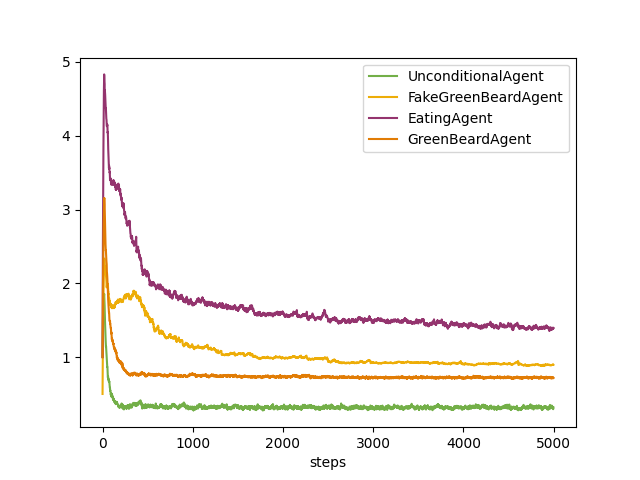 5
4
3
2
1
0
1000
2000
3000
4000
5000
steps
UnconditionalAgent
FakeGreenBeardAgent
EatingAgent
GreenBeardAgent